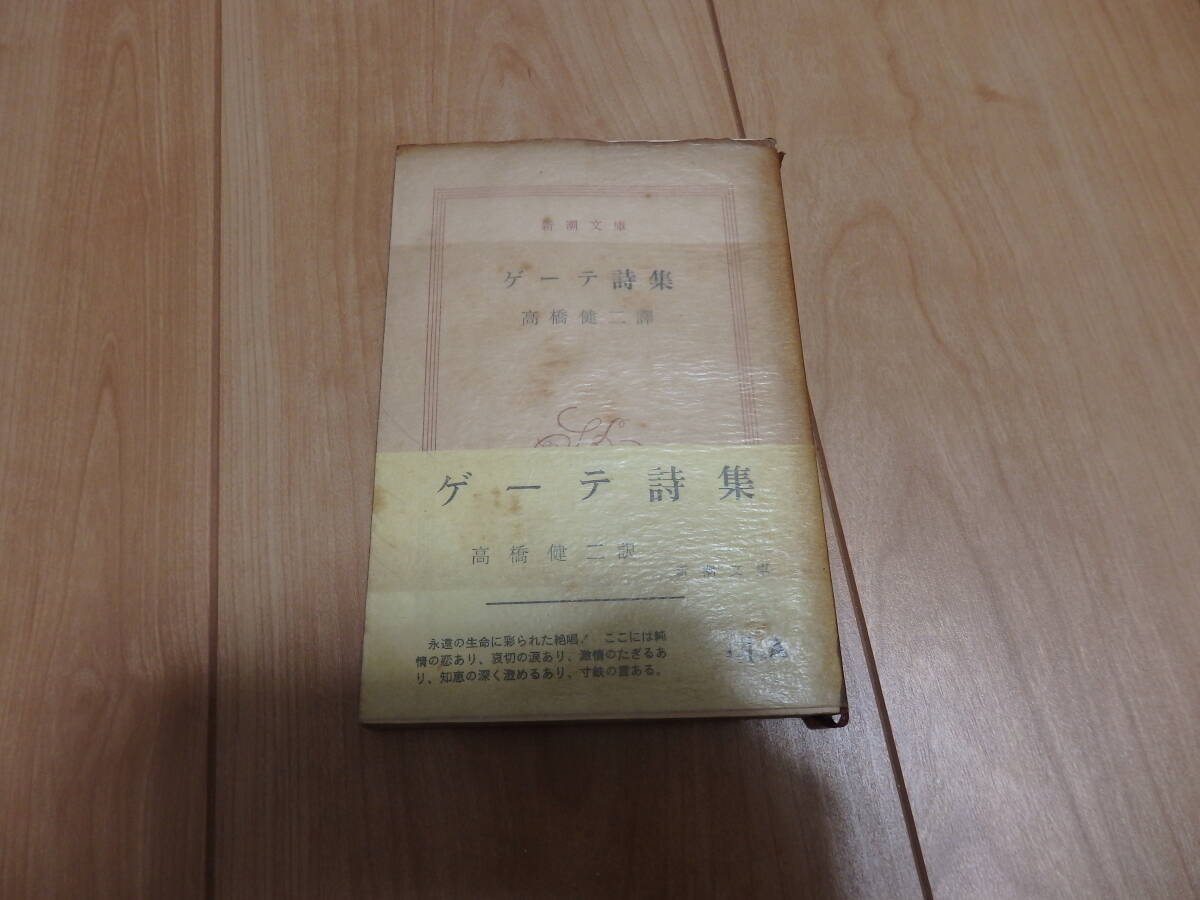 新潮文庫
ゲーテ詩集
高橋健二譯
ゲーテ詩集
高橋健二訳
新潮文庫
永遠の生命に彩られた絶唱！ ここには純
情の恋あり、哀切の涙あり、激情のたぎるあ
り、知恵の深く澄めるあり、寸鉄の言ある。